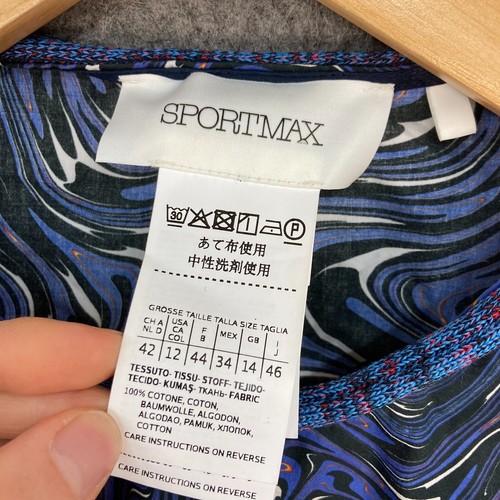 SPORTMAX
30 P
あて布使用
中性洗剤使用
GROSSE TAILLE TALLA SIZE TAGLIA
CH A NL D USA CA COL F B MEX GB I J
42 12 44 34 14 46
TESSUTO- TISSU- STOFF- TEJIDO-
TECIDO- KUMAŞ- ТКАНЬ- FABRIC
100% COTONE, COTON,
BAUMWOLLE, ALGODON,
ALGODAO, PAMUK, ХЛОПОК,
COTTON
CARE INSTRUCTIONS ON REVERSE
CARE INSTRUCTIONS ON REVERSE